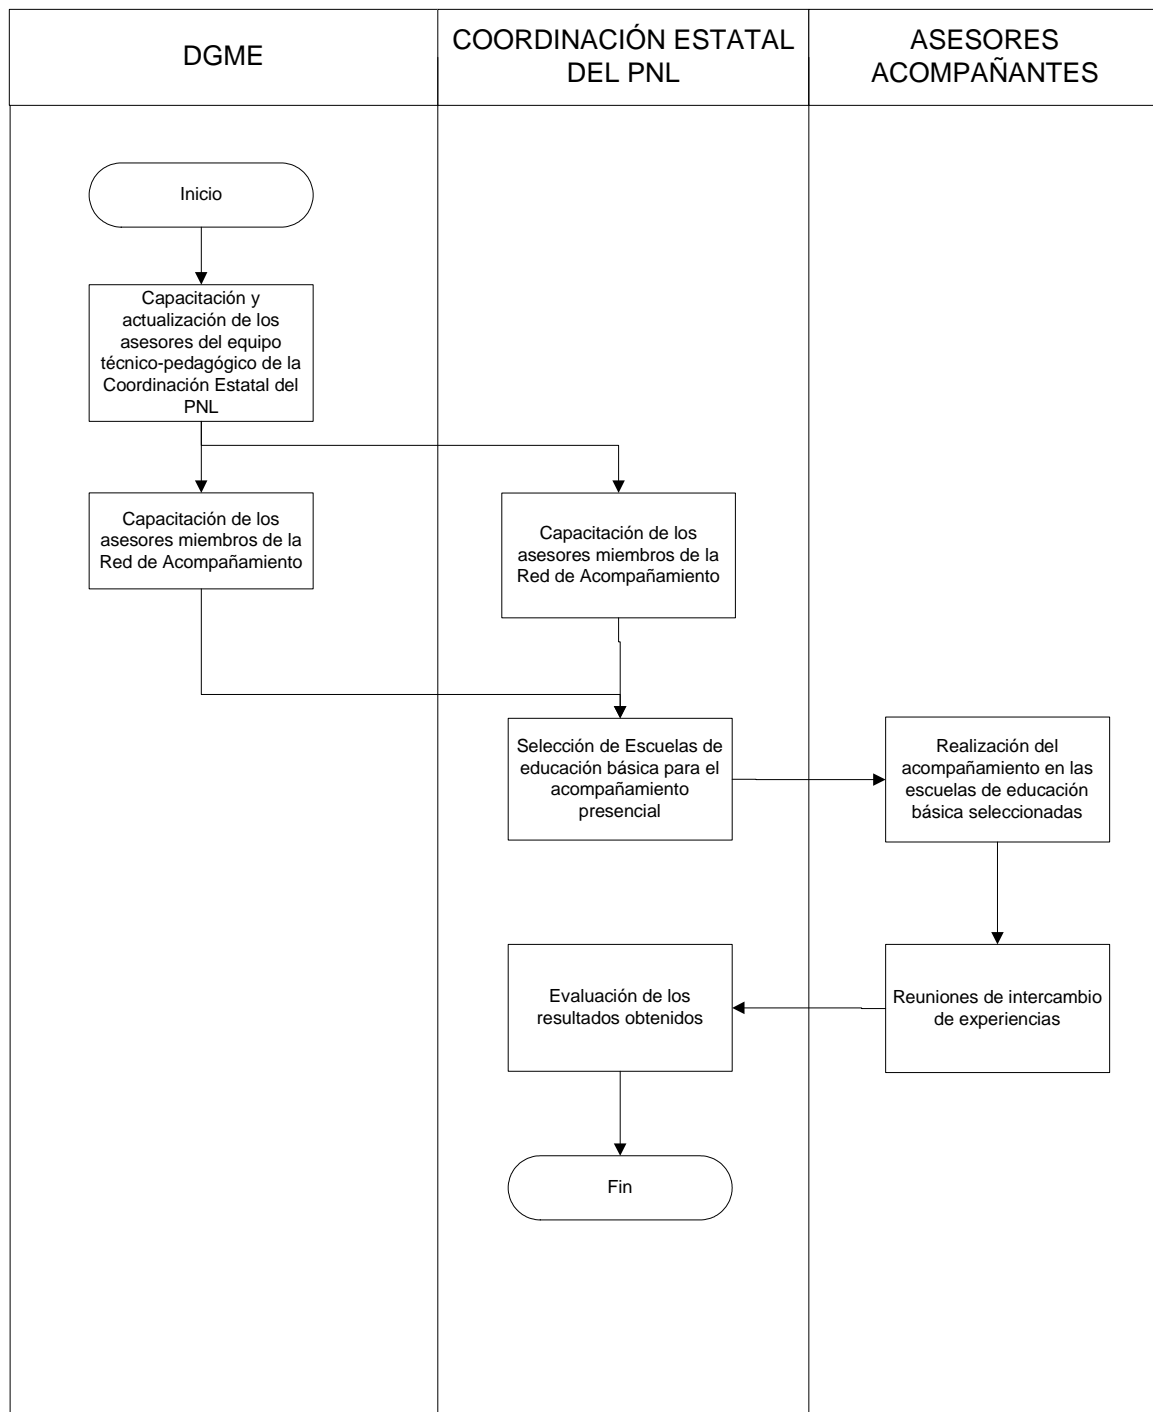 DGME
COORDINACIÓN ESTATAL
DEL PNL
ASESORES
ACOMPAÑANTES
Inicio
Capacitación y
actualización de los
asesores del equipo
técnico-pedagógico de la
Coordinación Estatal del
PNL
Capacitación de los
asesores miembros de la
Red de Acompañamiento
Capacitación de los
asesores miembros de la
Red de Acompañamiento
Selección de Escuelas de
educación básica para el
acompañamiento
presencial
Realización del
acompañamiento en las
escuelas de educación
básica seleccionadas
Evaluación de los
resultados obtenidos
Reuniones de intercambio
de experiencias
Fin